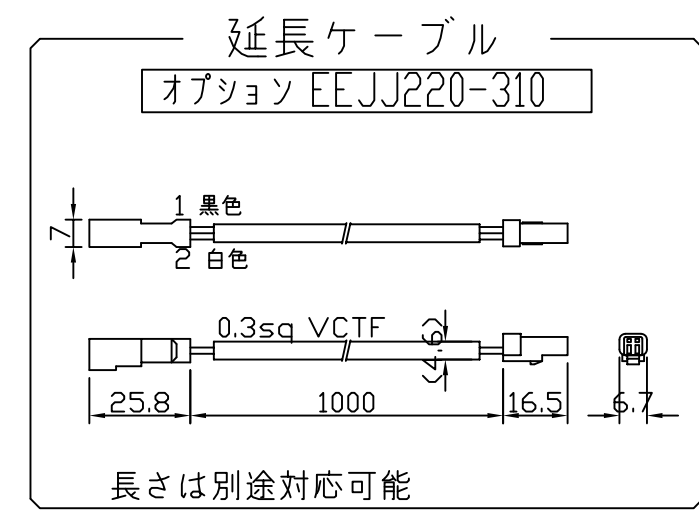 延長ケーブル
オプション EEJJ220-310
1 黒色
7
2 白色
0.3sq VCTF
(4.6)
25.8
1000
16.5
6.7
長さは別途対応可能